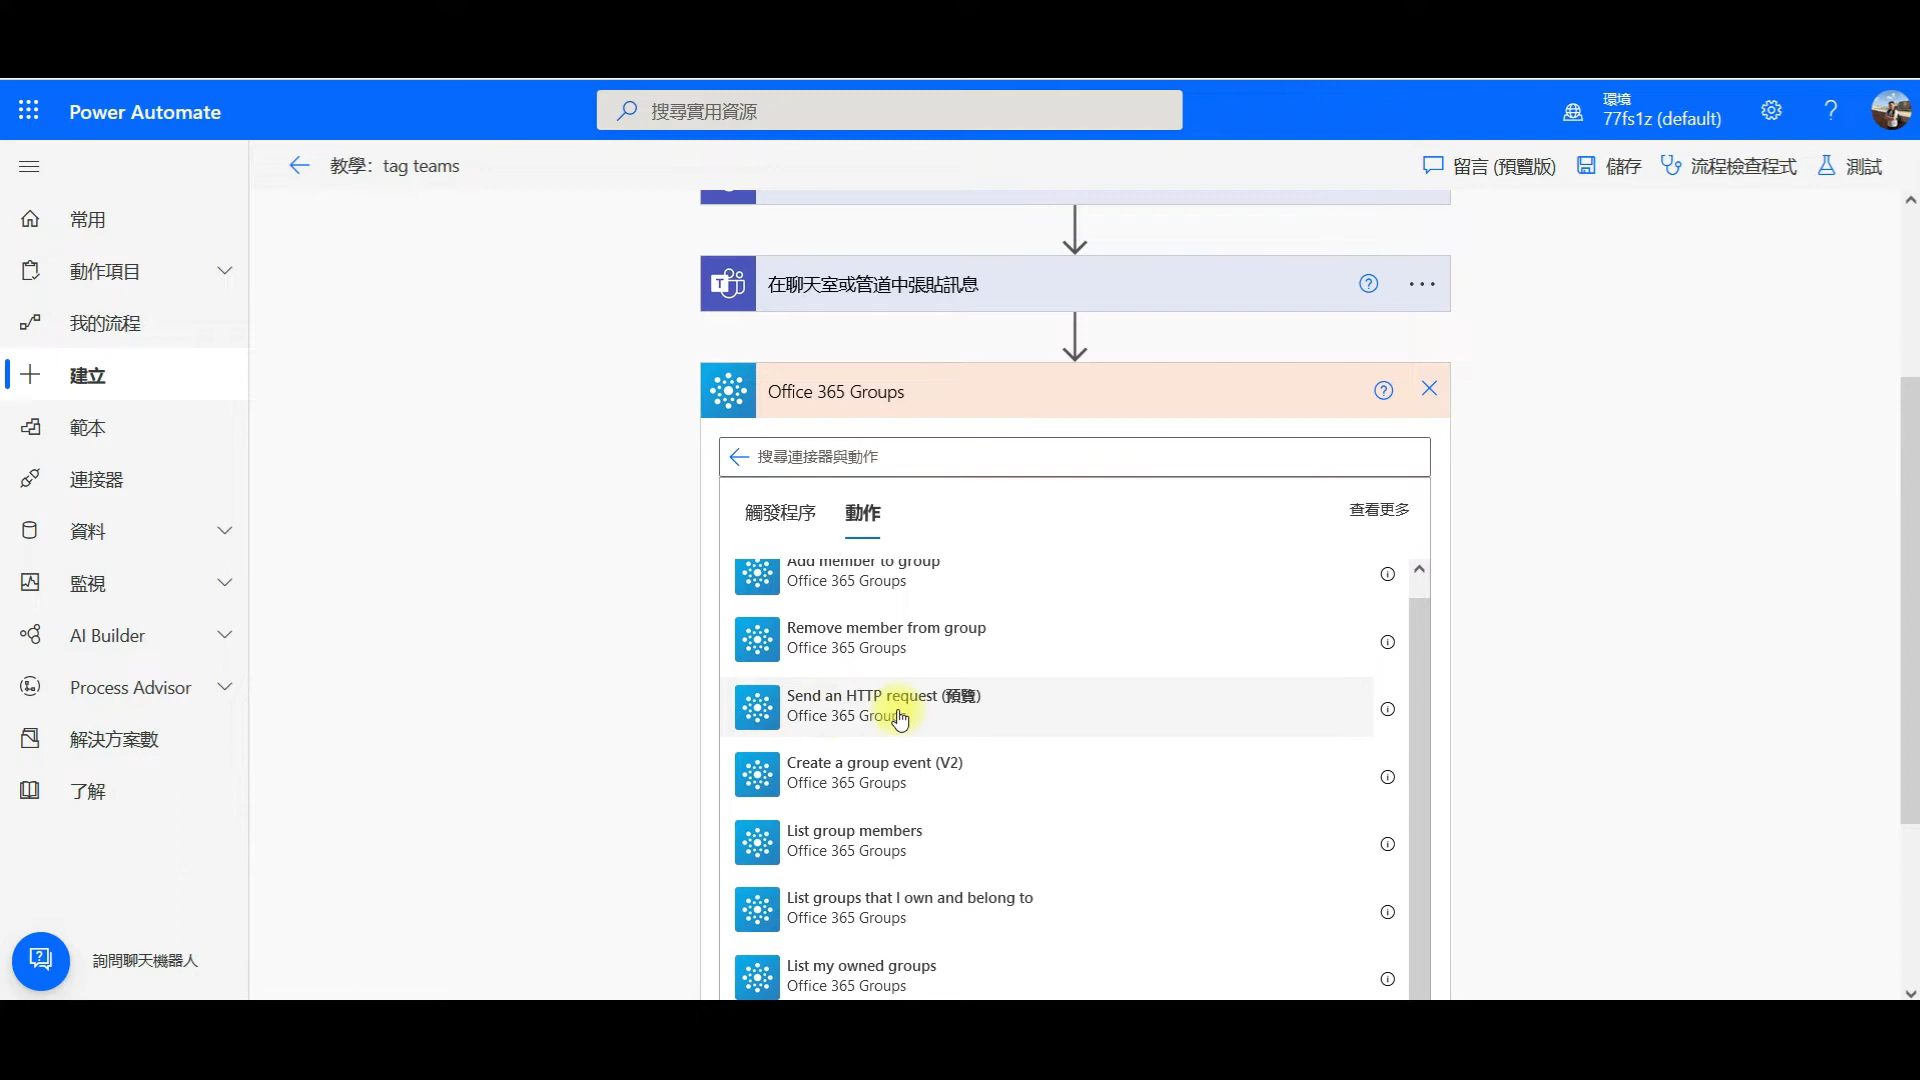 Power Automate
搜尋實用資源
環境
77fs1z (default)
教學: tag teams
留言 (預覽版)
儲存
流程檢查程式
測試
常用
動作項目
我的流程
建立
範本
連接器
資料
監視
AI Builder
Process Advisor
解決方案數
了解
詢問聊天機器人
在聊天室或管道中張貼訊息
Office 365 Groups
搜尋連接器與動作
觸發程序
動作
查看更多
Add member to group
Office 365 Groups
Remove member from group
Office 365 Groups
Send an HTTP request (預覽)
Office 365 Groups
Create a group event (V2)
Office 365 Groups
List group members
Office 365 Groups
List groups that I own and belong to
Office 365 Groups
List my owned groups
Office 365 Groups